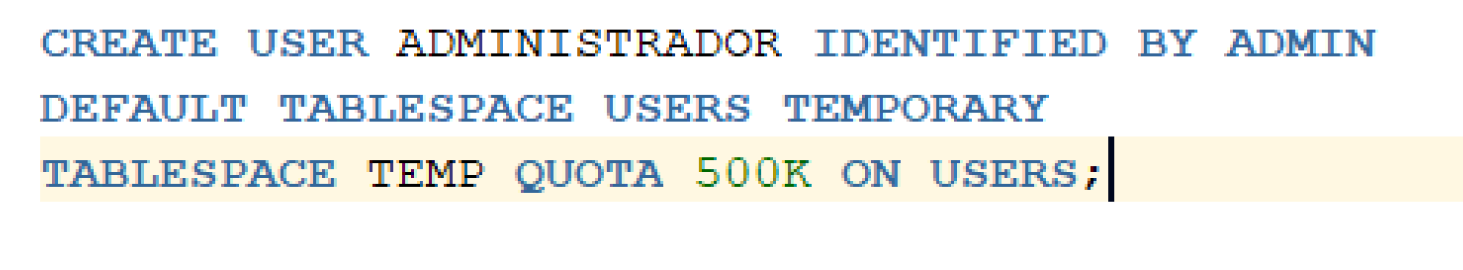 CREATE USER ADMINISTRADOR IDENTIFIED BY ADMIN
DEFAULT TABLESPACE USERS TEMPORARY
TABLESPACE TEMP QUOTA 500K ON USERS;